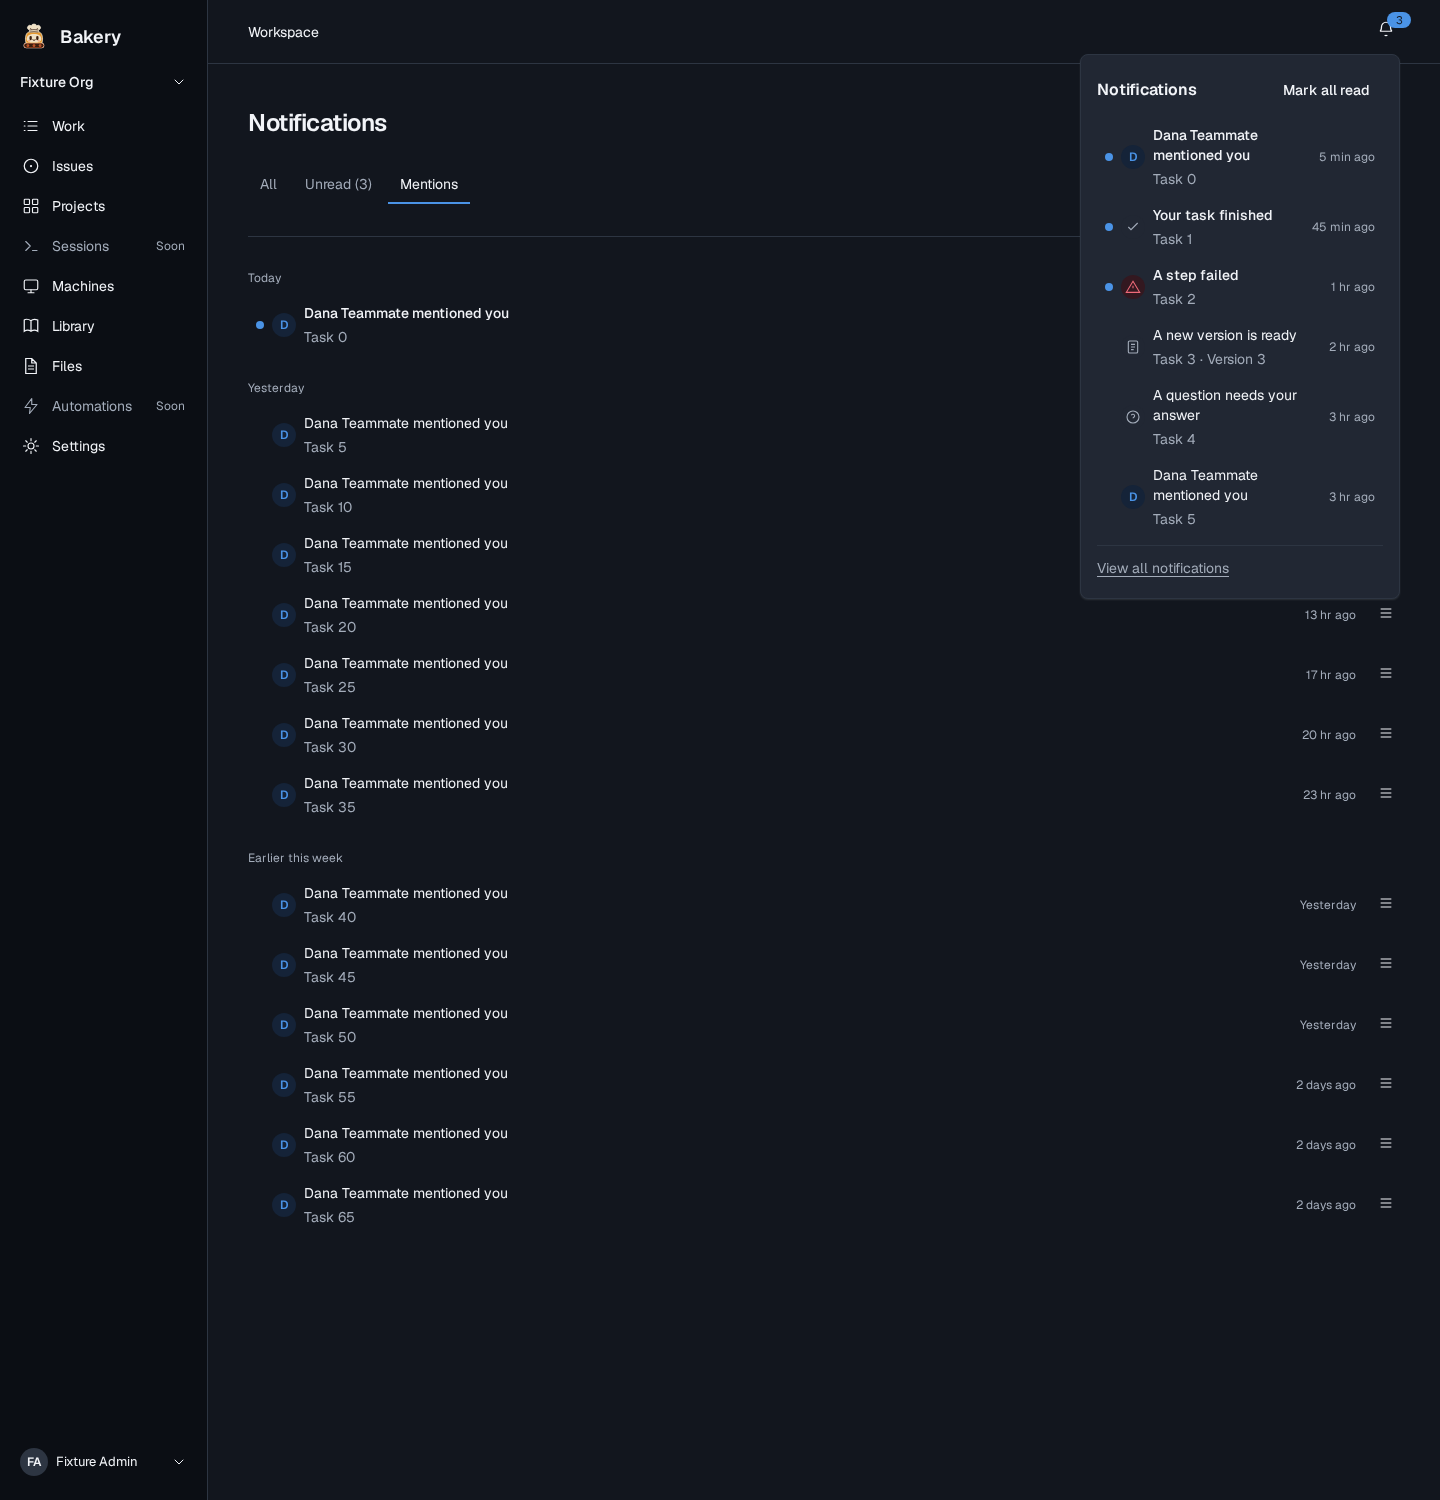 Bakery
Fixture Org
Work
Issues
Projects
Sessions Soon
Machines
Library
Files
Automations Soon
Settings
FA Fixture Admin
Workspace
3
Notifications
All Unread (3) Mentions
Today
D Dana Teammate mentioned you
Task 0
Yesterday
D Dana Teammate mentioned you
Task 5
D Dana Teammate mentioned you
Task 10
D Dana Teammate mentioned you
Task 15
D Dana Teammate mentioned you
Task 20
13 hr ago
D Dana Teammate mentioned you
Task 25
17 hr ago
D Dana Teammate mentioned you
Task 30
20 hr ago
D Dana Teammate mentioned you
Task 35
23 hr ago
Earlier this week
D Dana Teammate mentioned you
Task 40
Yesterday
D Dana Teammate mentioned you
Task 45
Yesterday
D Dana Teammate mentioned you
Task 50
Yesterday
D Dana Teammate mentioned you
Task 55
2 days ago
D Dana Teammate mentioned you
Task 60
2 days ago
D Dana Teammate mentioned you
Task 65
2 days ago
Notifications Mark all read
D Dana Teammate
mentioned you
Task 0
5 min ago
Your task finished
Task 1
45 min ago
A step failed
Task 2
1 hr ago
A new version is ready
Task 3 · Version 3
2 hr ago
A question needs your
answer
Task 4
3 hr ago
D Dana Teammate
mentioned you
Task 5
3 hr ago
View all notifications